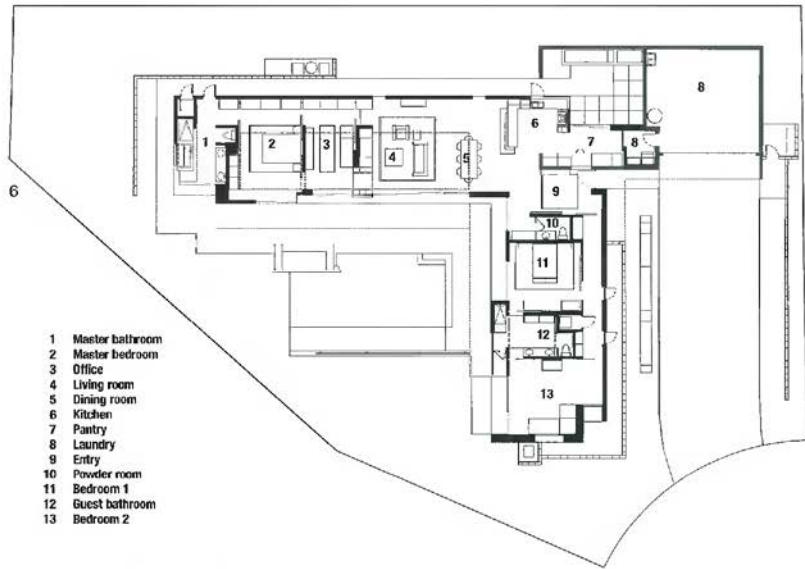 8
6
1
2
3
4
5
7
8
9
10
11
12
13
6
1 Master bathroom
2 Master bedroom
3 Office
4 Living room
5 Dining room
6 Kitchen
7 Pantry
8 Laundry
9 Entry
10 Powder room
11 Bedroom 1
12 Guest bathroom
13 Bedroom 2